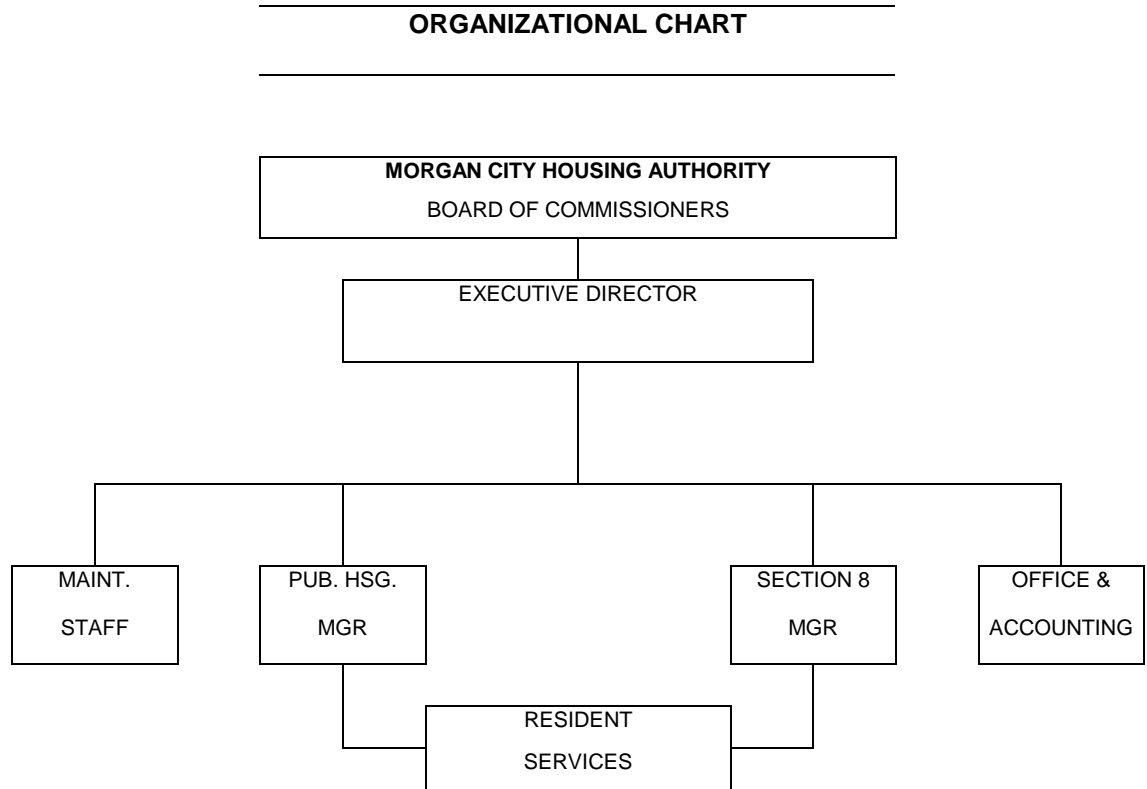 ORGANIZATIONAL CHART
MORGAN CITY HOUSING AUTHORITY
BOARD OF COMMISSIONERS
EXECUTIVE DIRECTOR
MAINT.
STAFF
PUB. HSG.
MGR
SECTION 8
MGR
OFFICE &
ACCOUNTING
RESIDENT
SERVICES